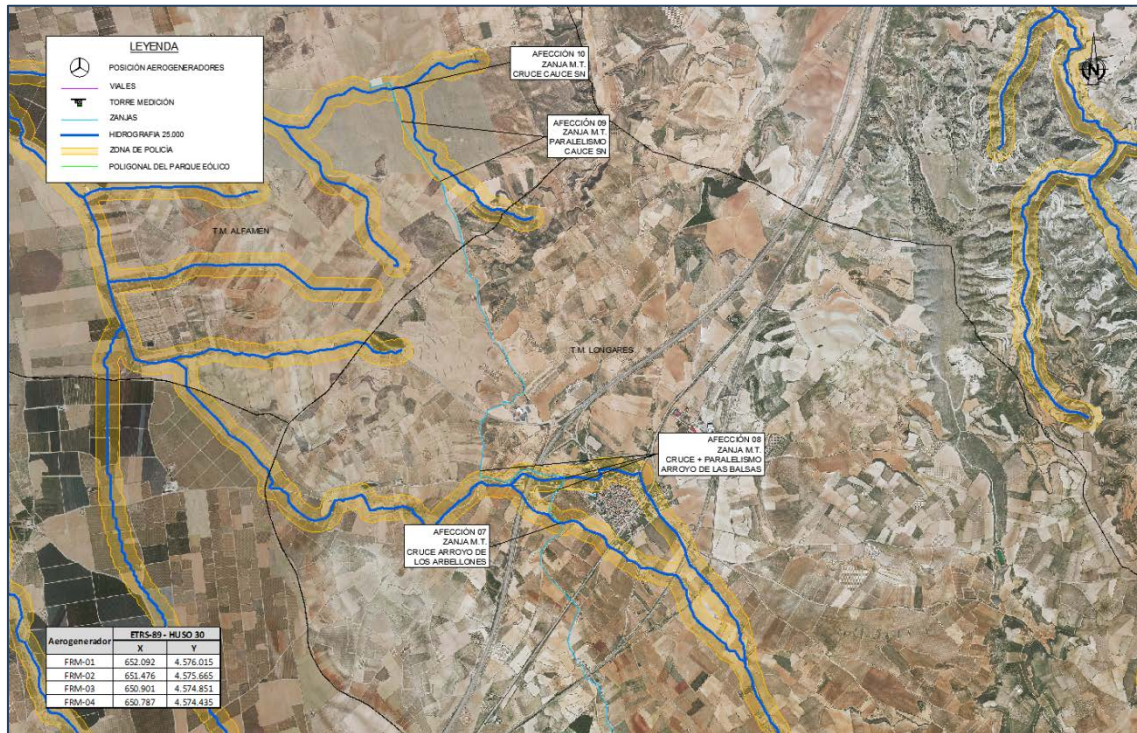 LEYENDA
POSICIÓN AEROGENERADORES
VIALES
TORRE MEDICIÓN
ZANJAS
HIDROGRAFIA 25.000
ZONA DE POLICÍA
POLIGONAL DEL PARQUE EÓLICO
AFECCIÓN 10
ZANJA M.T.
CRUCE CAUCE SN
AFECCIÓN 09
ZANJA M.T.
PARALELISMO
CAUCE SN
N
T.M. ALFAMEN
T.M. LONGARES
AFECCIÓN 08
ZANJA M.T.
CRUCE + PARALELISMO
ARROYO DE LAS BALSAS
AFECCIÓN 07
ZANJA M.T.
CRUCE ARROYO DE
LOS ARBELLONES
Aerogenerador ETRS-89 - HUSO 30
X Y
FRM-01 652.092 4.576.015
FRM-02 651.476 4.575.665
FRM-03 650.901 4.574.851
FRM-04 650.787 4.574.435